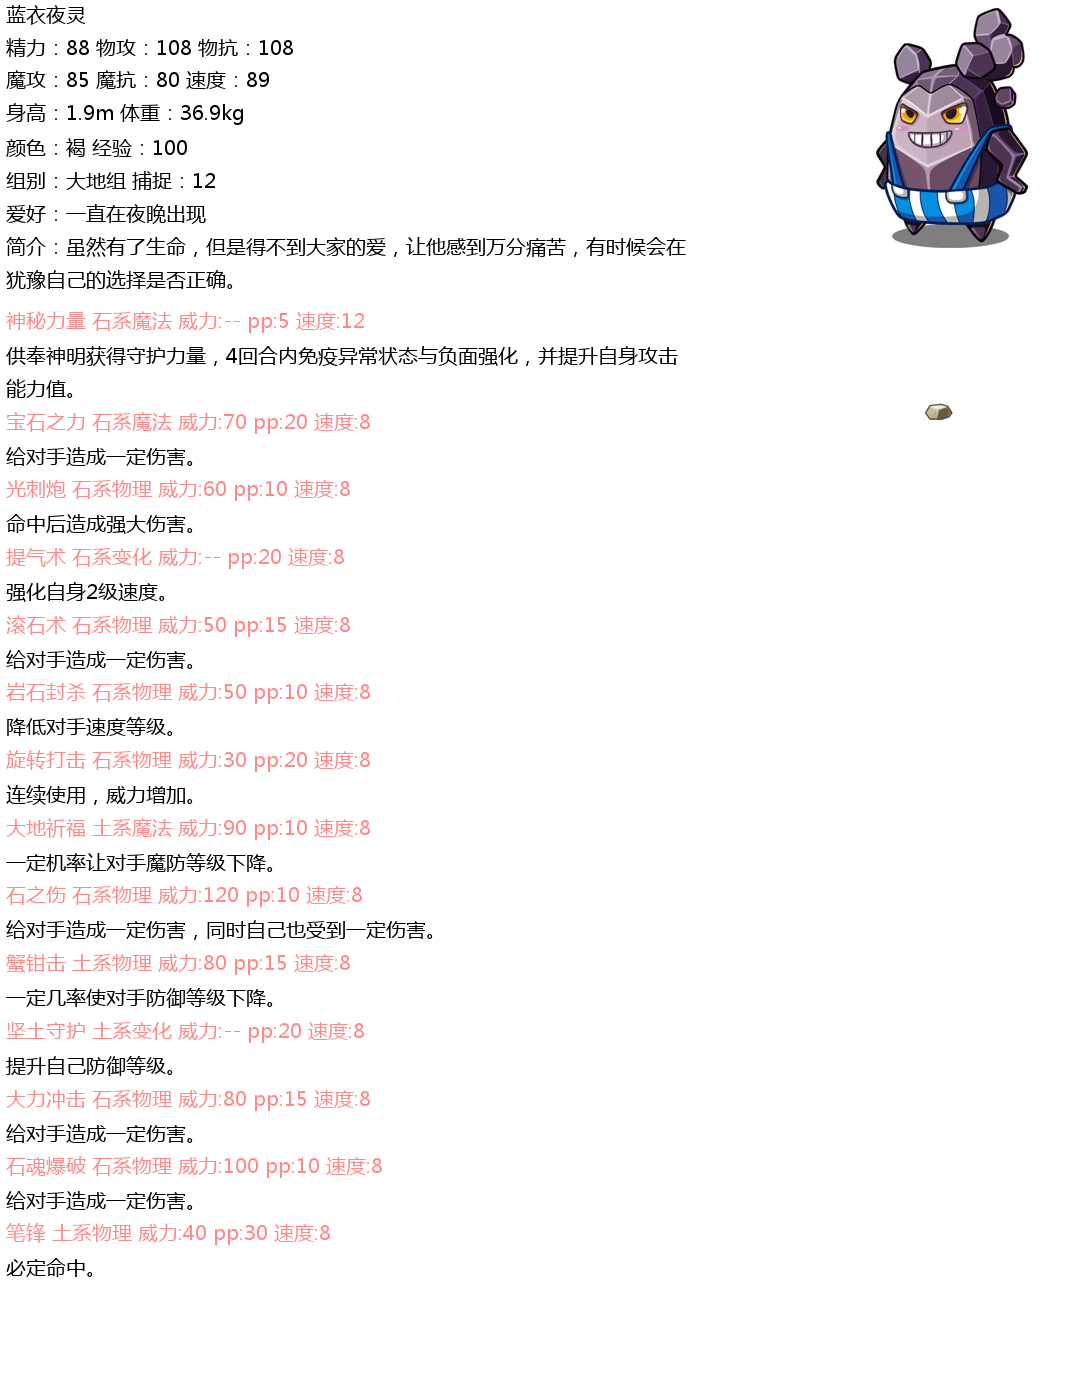 蓝衣夜灵
精力：88 物攻：108 物抗：108
魔攻：85 魔抗：80 速度：89
身高：1.9m 体重：36.9kg
颜色：褐 经验：100
组别：大地组 捕捉：12
爱好：一直在夜晚出现
简介：虽然有了生命，但是得不到大家的爱，让他感到万分痛苦，有时候会在
犹豫自己的选择是否正确。
神秘力量 石系魔法 威力:-- pp:5 速度:12
供奉神明获得守护力量，4回合内免疫异常状态与负面强化，并提升自身攻击
能力值。
宝石之力 石系魔法 威力:70 pp:20 速度:8
给对手造成一定伤害。
光刺炮 石系物理 威力:60 pp:10 速度:8
命中后造成强大伤害。
提气术 石系变化 威力:-- pp:20 速度:8
强化自身2级速度。
滚石术 石系物理 威力:50 pp:15 速度:8
给对手造成一定伤害。
岩石封杀 石系物理 威力:50 pp:10 速度:8
降低对手速度等级。
旋转打击 石系物理 威力:30 pp:20 速度:8
连续使用，威力增加。
大地祈福 土系魔法 威力:90 pp:10 速度:8
一定机率让对手魔防等级下降。
石之伤 石系物理 威力:120 pp:10 速度:8
给对手造成一定伤害，同时自己也受到一定伤害。
蟹钳击 土系物理 威力:80 pp:15 速度:8
一定几率使对手防御等级下降。
坚土守护 土系变化 威力:-- pp:20 速度:8
提升自己防御等级。
大力冲击 石系物理 威力:80 pp:15 速度:8
给对手造成一定伤害。
石魂爆破 石系物理 威力:100 pp:10 速度:8
给对手造成一定伤害。
笔锋 土系物理 威力:40 pp:30 速度:8
必定命中。